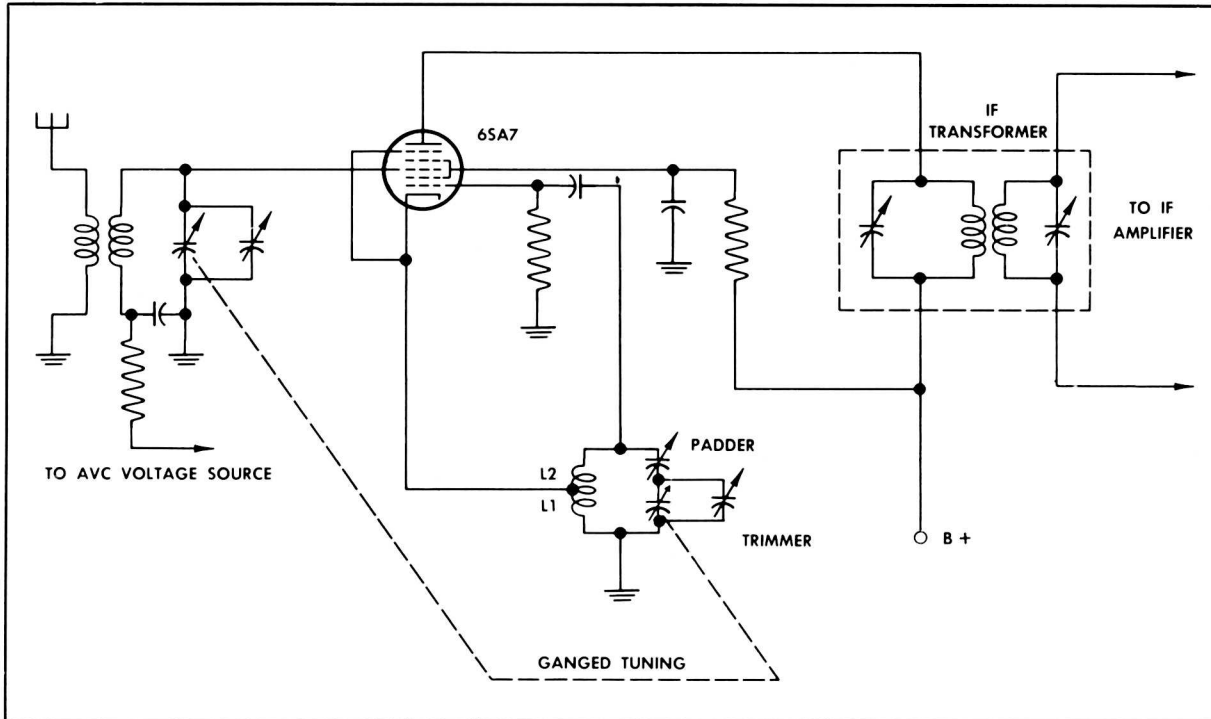 6SA7
IF
TRANSFORMER
TO IF
AMPLIFIER
TO AVC VOLTAGE SOURCE
L2
L1
PADDER
TRIMMER
B +
GANGED TUNING